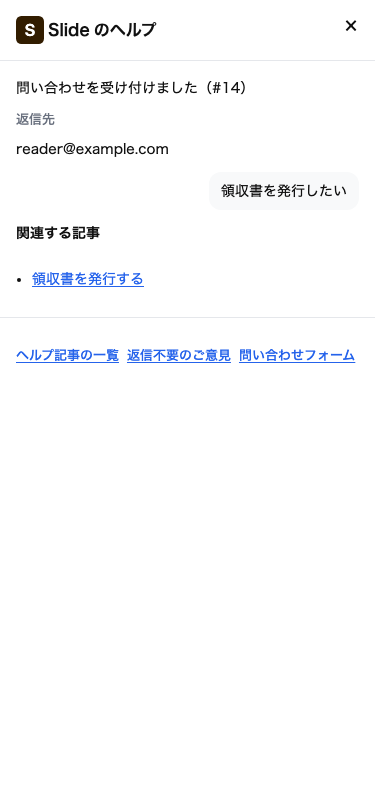 S Slide のヘルプ ×
問い合わせを受け付けました（#14）
返信先
reader@example.com
領収書を発行したい
関連する記事
• 領収書を発行する
ヘルプ記事の一覧 返信不要のご意見 問い合わせフォーム